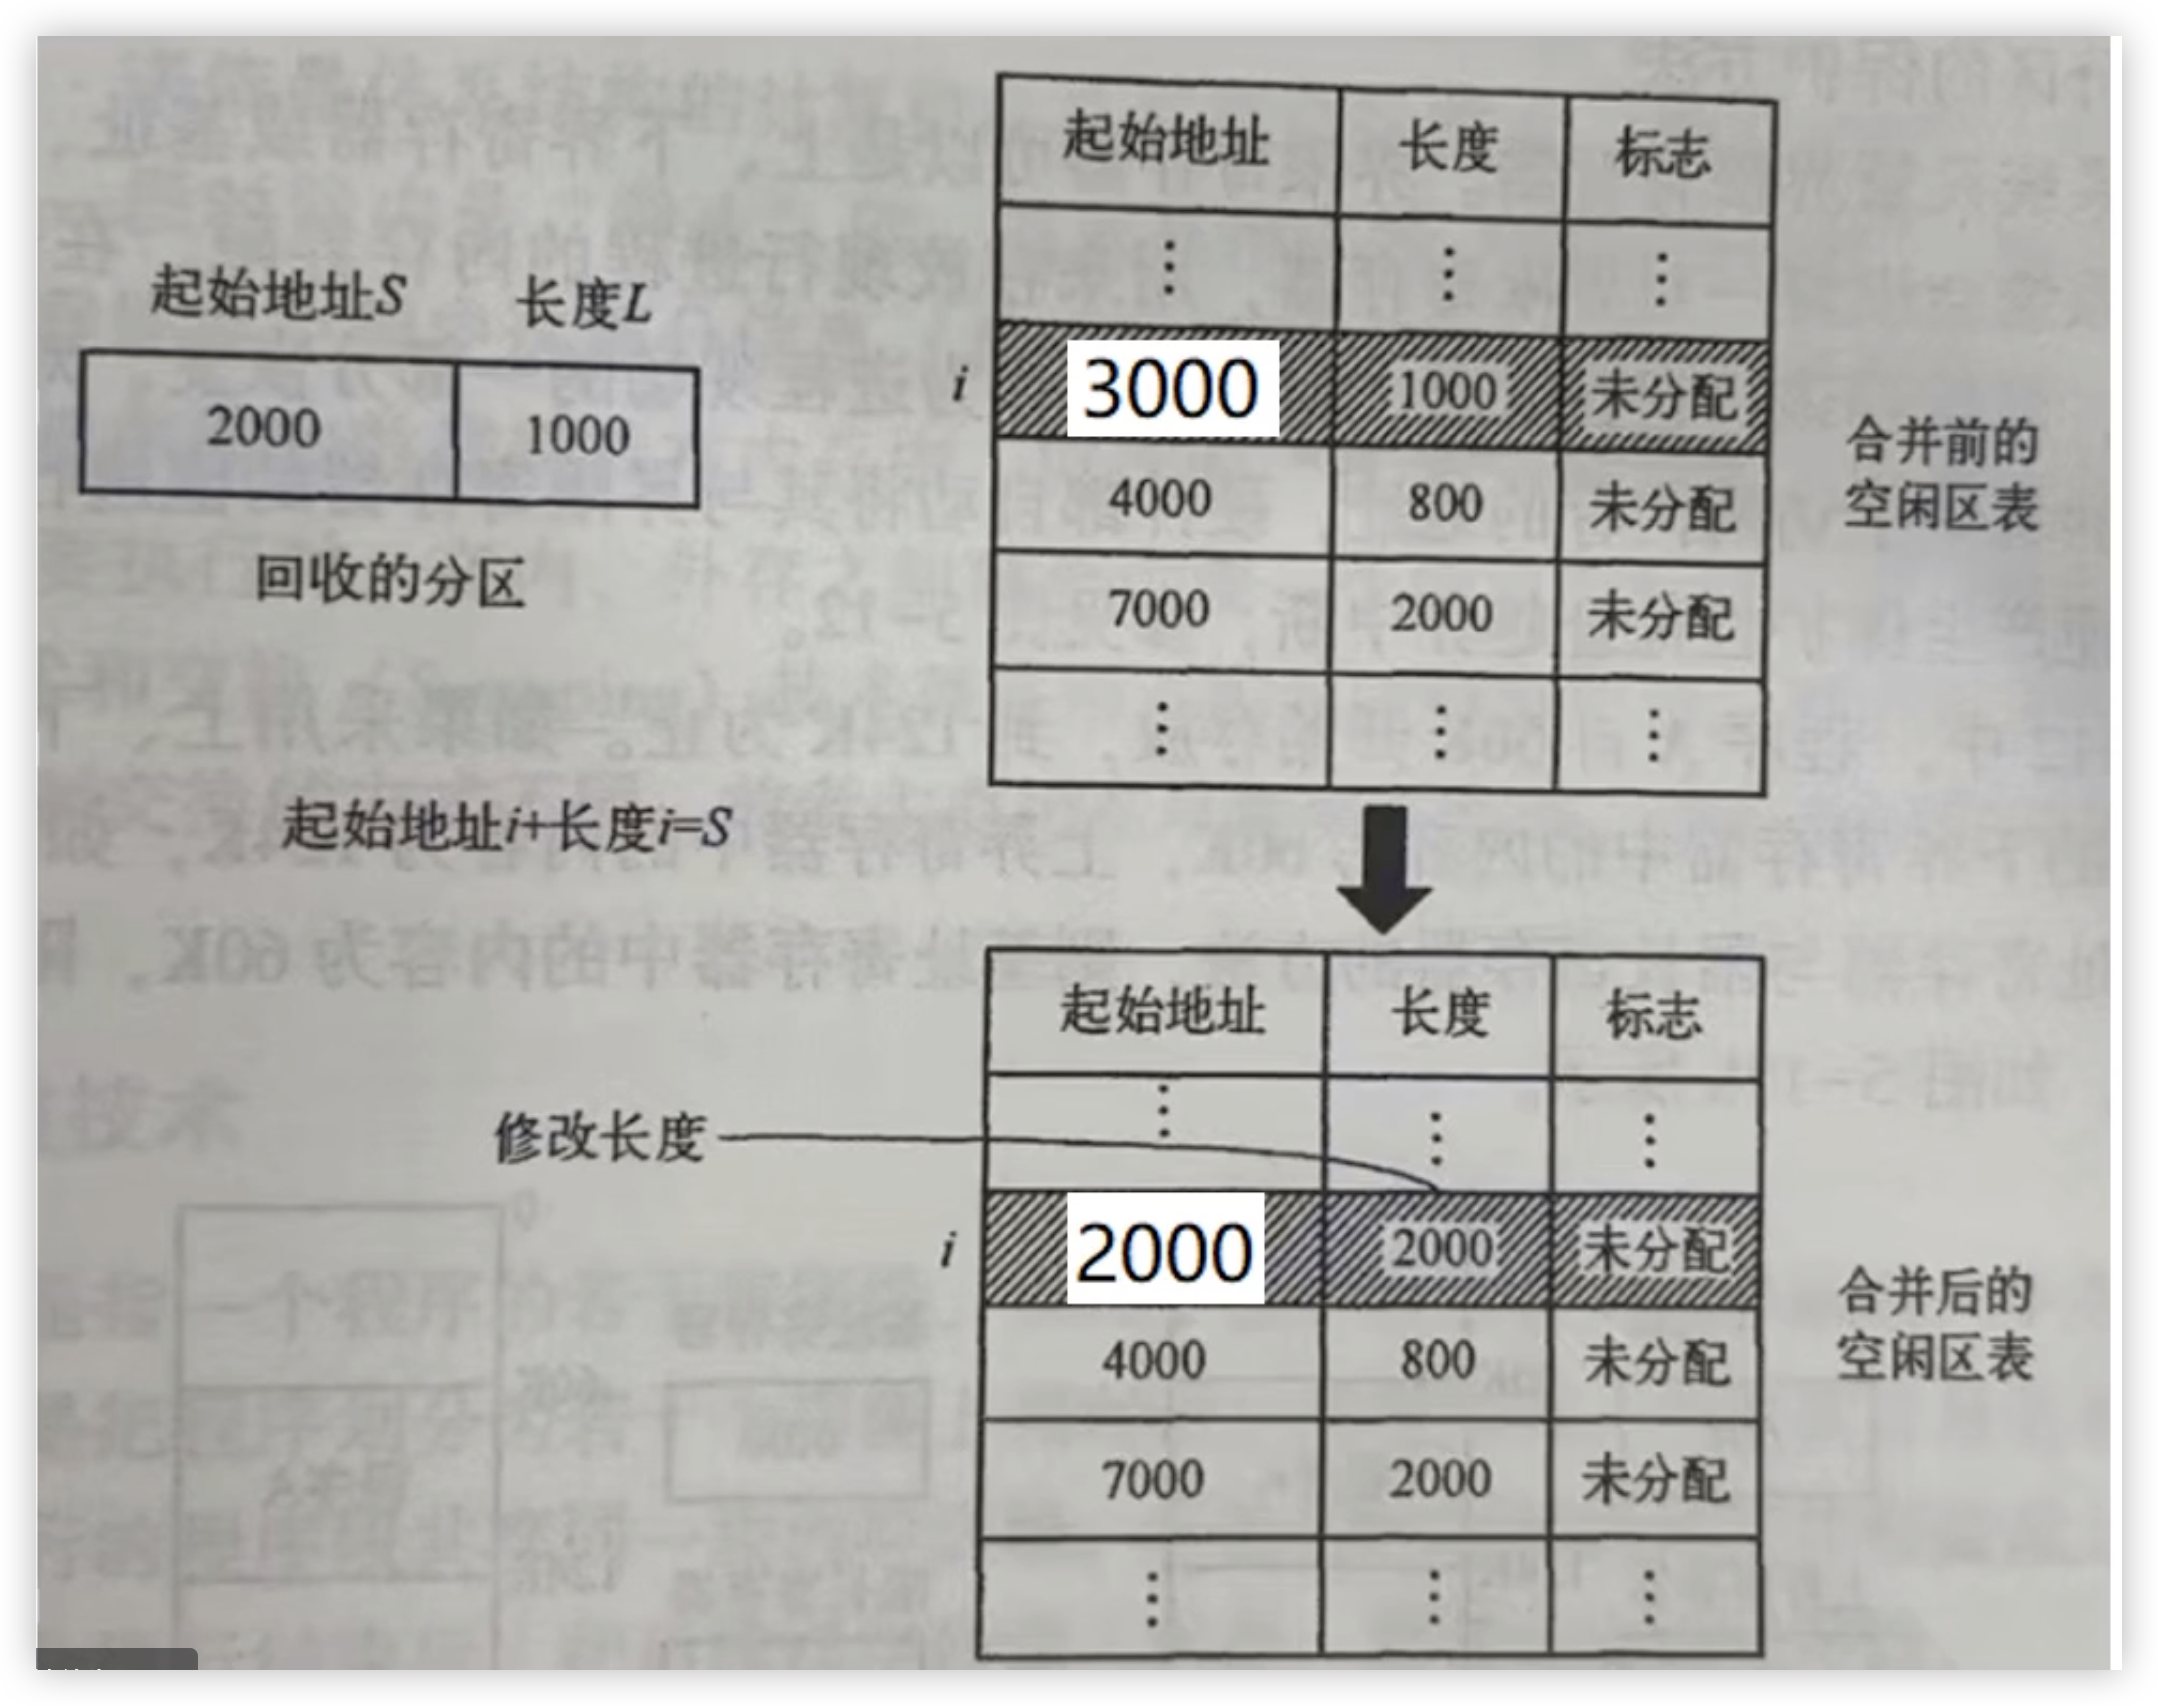 起始地址 长度 标志
⋮ ⋮ ⋮
起始地址S 长度L
i 3000 1000 未分配
2000 1000
合并前的
空闲区表
4000 800 未分配
回收的分区
7000 2000 未分配
⋮ ⋮ ⋮
起始地址i+长度i=S
起始地址 长度 标志
⋮ ⋮ ⋮
修改长度
i 2000 2000 未分配
合并后的
空闲区表
4000 800 未分配
7000 2000 未分配
⋮ ⋮ ⋮